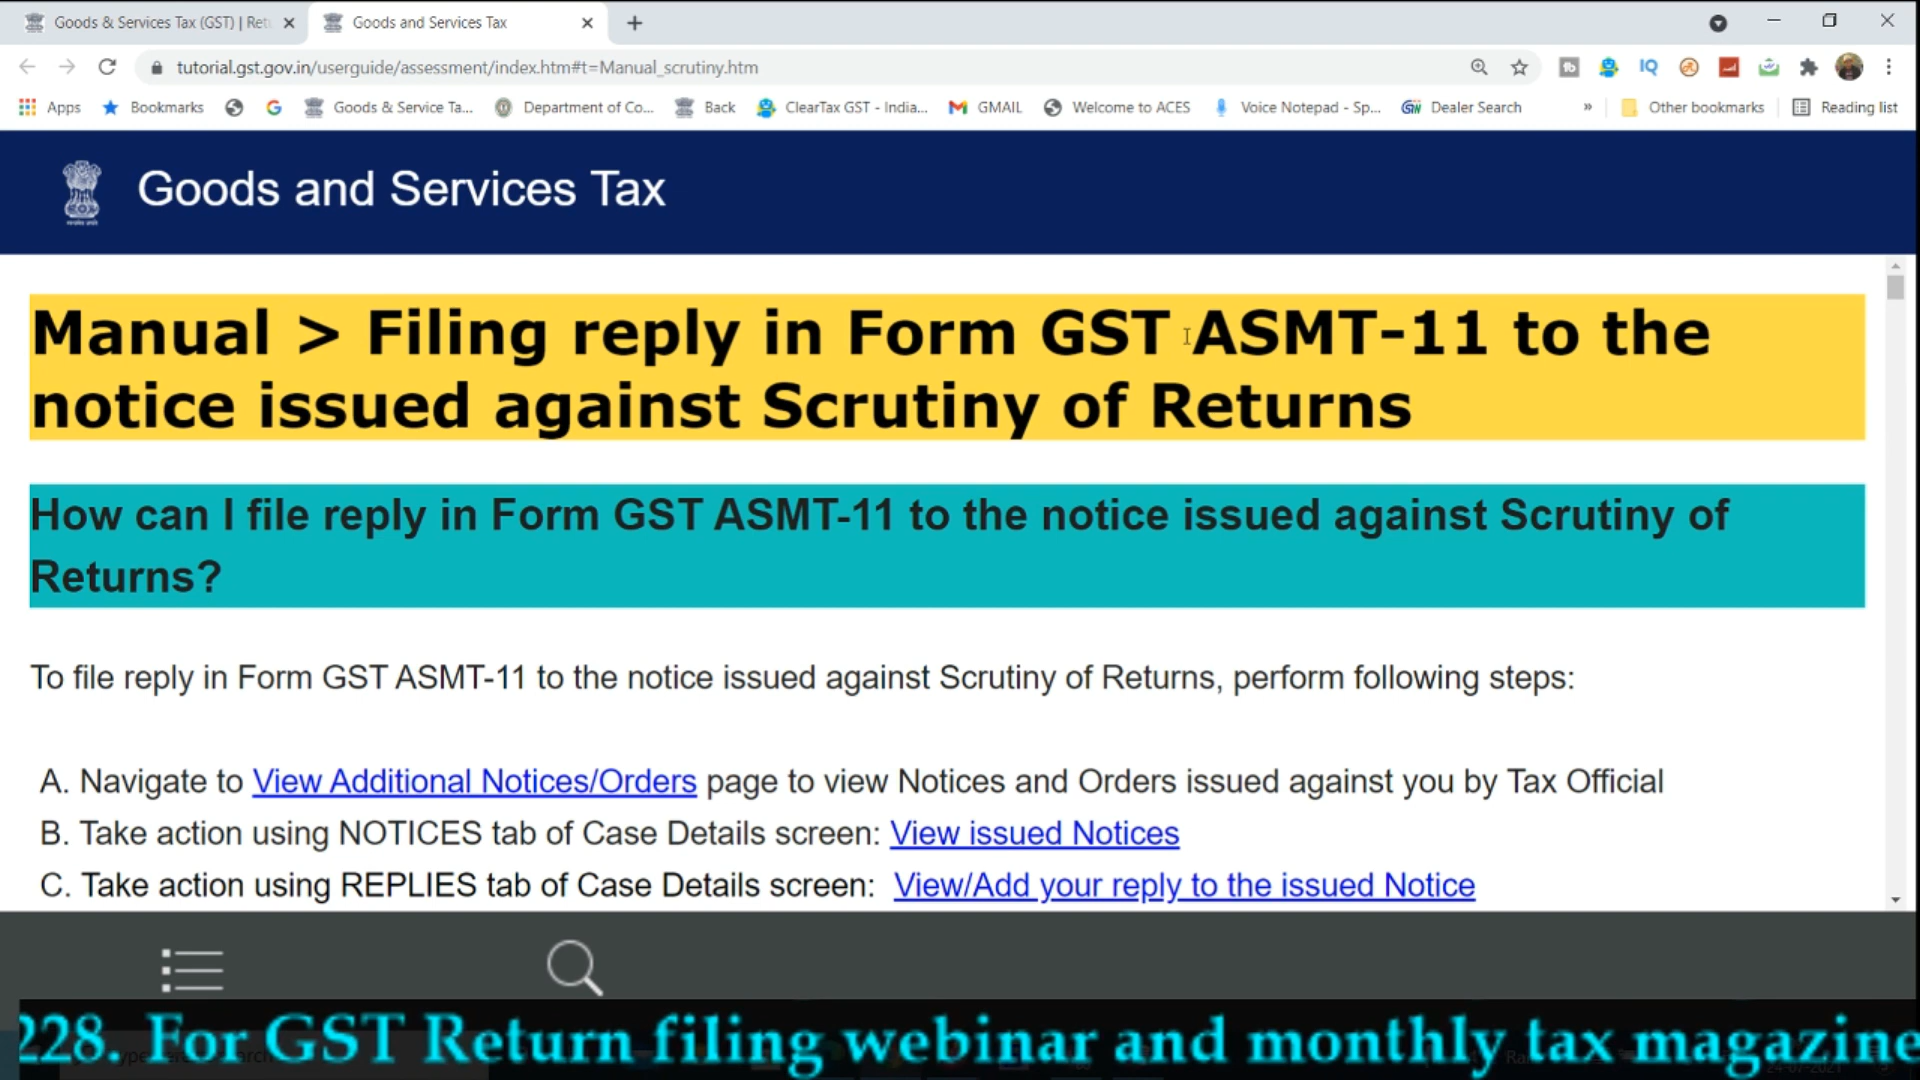 Goods & Services Tax (GST) | Ret
Goods and Services Tax
tutorial.gst.gov.in/userguide/assessment/index.htm#t=Manual_scrutiny.htm
IQ
Apps
Bookmarks
Goods & Service Ta...
Department of Co...
Back
ClearTax GST - India...
GMAIL
Welcome to ACES
Voice Notepad - Sp...
Dealer Search
»
Other bookmarks
Reading list
Goods and Services Tax
Manual > Filing reply in Form GST ASMT-11 to the
notice issued against Scrutiny of Returns
How can I file reply in Form GST ASMT-11 to the notice issued against Scrutiny of
Returns?
To file reply in Form GST ASMT-11 to the notice issued against Scrutiny of Returns, perform following steps:
A. Navigate to View Additional Notices/Orders page to view Notices and Orders issued against you by Tax Official
B. Take action using NOTICES tab of Case Details screen: View issued Notices
C. Take action using REPLIES tab of Case Details screen: View/Add your reply to the issued Notice
228. For GST Return filing webinar and monthly tax magazine